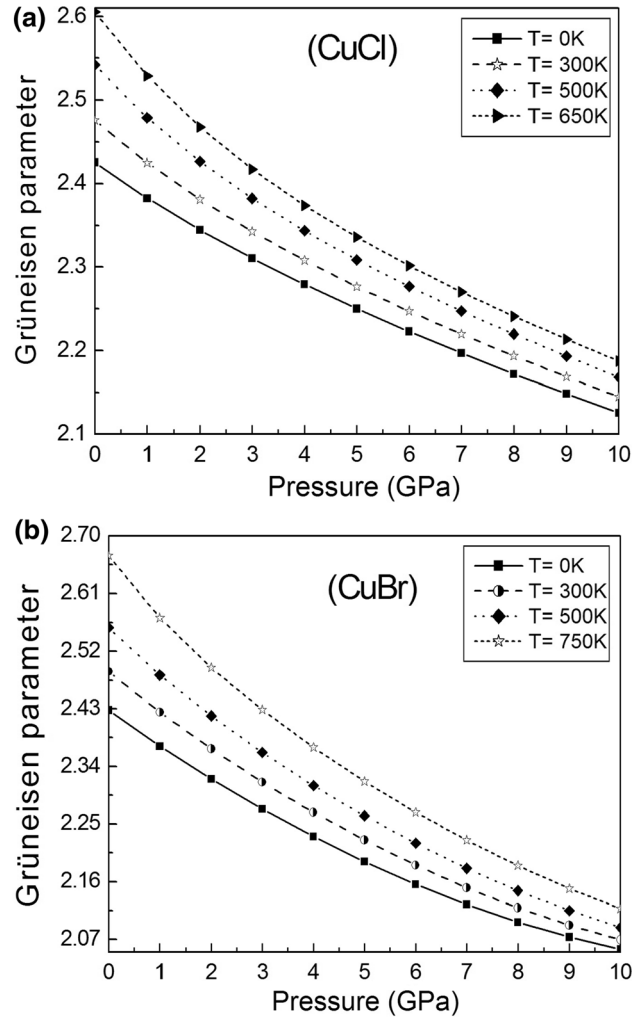 (a)
2.6
2.5
2.4
2.3
2.2
2.1
Grüneisen parameter
(CuCl)
T= 0K
T= 300K
T= 500K
T= 650K
0 1 2 3 4 5 6 7 8 9 10
Pressure (GPa)
(b)
2.70
2.61
2.52
2.43
2.34
2.25
2.16
2.07
Grüneisen parameter
(CuBr)
T= 0K
T= 300K
T= 500K
T= 750K
0 1 2 3 4 5 6 7 8 9 10
Pressure (GPa)